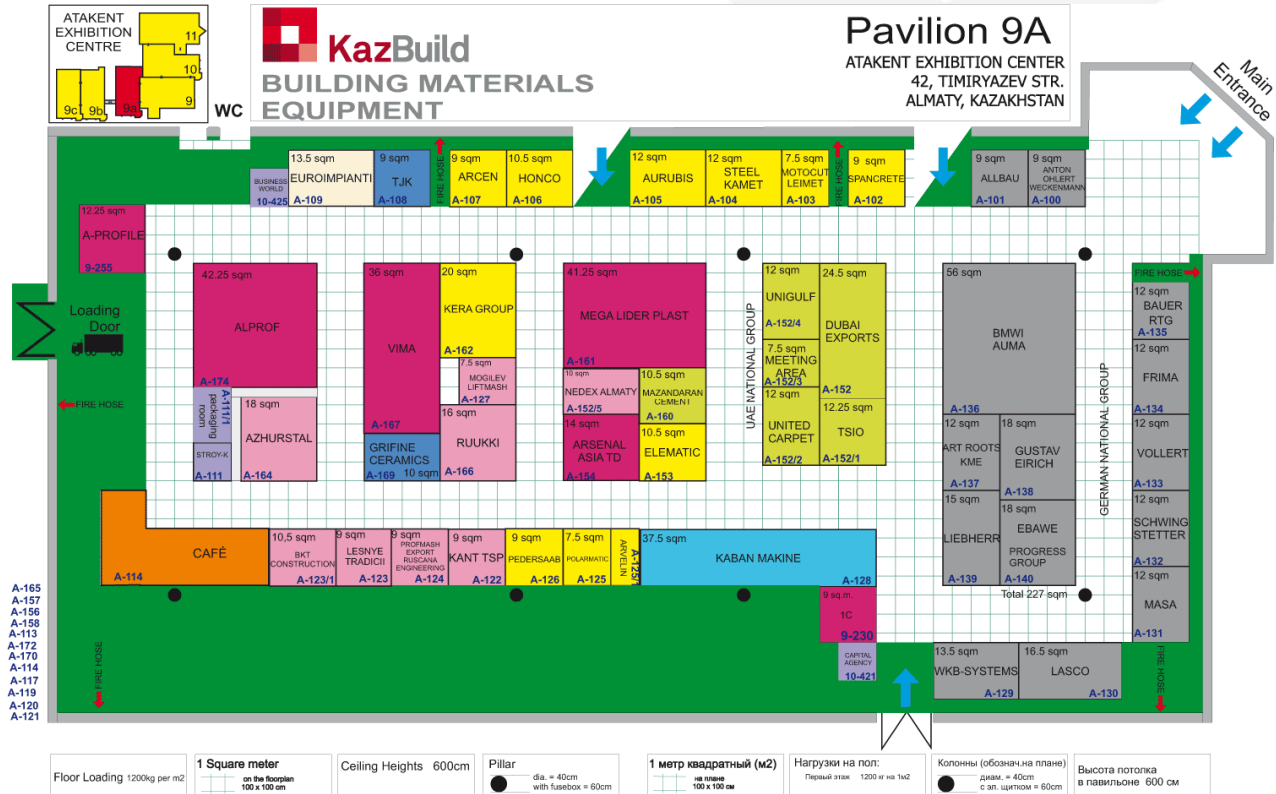 ATAKENT
EXHIBITION
CENTRE
11
10
9
9c
9b
9a
WC
KazBuild
BUILDING MATERIALS
EQUIPMENT
Pavilion 9A
ATAKENT EXHIBITION CENTER
42, TIMIRYAZEV STR.
ALMATY, KAZAKHSTAN
Main
Entrance
BUSINESS
WORLD
10-425
13.5 sqm
EUROIMPIANTI
A-109
9 sqm
TJK
A-108
FIRE HOSE
9 sqm
ARCEN
A-107
10.5 sqm
HONCO
A-106
12 sqm
AURUBIS
A-105
12 sqm
STEEL
KAMET
A-104
7.5 sqm
MOTOCUT
LEIMET
A-103
FIRE HOSE
9 sqm
SPANCRETE
A-102
9 sqm
ALLBAU
A-101
9 sqm
ANTON
OHLERT
WECKENMANN
A-100
12.25 sqm
A-PROFILE
9-255
Loading
Door
FIRE HOSE
42.25 sqm
ALPROF
A-174
A-111/1
packaging
room
STROY-K
A-111
18 sqm
AZHURSTAL
A-164
36 sqm
VIMA
A-167
GRIFINE
CERAMICS
A-169
10 sqm
20 sqm
KERA GROUP
A-162
7.5 sqm
MOGILEV
LIFTMASH
A-127
16 sqm
RUUKKI
A-166
41.25 sqm
MEGA LIDER PLAST
A-161
10 sqm
NEDEX ALMATY
A-152/5
10.5 sqm
MAZANDARAN
CEMENT
A-160
14 sqm
ARSENAL
ASIA TD
A-154
10.5 sqm
ELEMATIC
A-153
UAE NATIONAL GROUP
12 sqm
UNIGULF
A-152/4
7.5 sqm
MEETING
AREA
A-152/3
12 sqm
UNITED
CARPET
A-152/2
24.5 sqm
DUBAI
EXPORTS
A-152
12.25 sqm
TSIO
A-152/1
56 sqm
BMWI
AUMA
A-136
12 sqm
ART ROOTS
KME
A-137
18 sqm
GUSTAV
EIRICH
A-138
15 sqm
LIEBHERR
A-139
18 sqm
EBAWE
PROGRESS
GROUP
A-140
Total 227 sqm
GERMAN NATIONAL GROUP
FIRE HOSE
12 sqm
BAUER
RTG
A-135
12 sqm
FRIMA
A-134
12 sqm
VOLLERT
A-133
12 sqm
SCHWING
STETTER
A-132
12 sqm
MASA
A-131
FIRE HOSE
CAFÉ
A-114
10,5 sqm
BKT
CONSTRUCTION
A-123/1
9 sqm
LESNYE
TRADICII
A-123
9 sqm
PROFMASH
EXPORT
RUSCANA
ENGINEERING
A-124
9 sqm
KANT TSP
A-122
9 sqm
PEDERSAAB
A-126
7.5 sqm
POLARMATIC
A-125
ARVELIN
A-125/1
37.5 sqm
KABAN MAKINE
A-128
9 sq.m.
1C
9-230
CAPITAL
AGENCY
10-421
13.5 sqm
WKB-SYSTEMS
A-129
16.5 sqm
LASCO
A-130
A-165
A-157
A-156
A-158
A-113
A-172
A-170
A-114
A-117
A-119
A-120
A-121
FIRE HOSE
Floor Loading 1200kg per m2
1 Square meter
on the floorplan
100 x 100 cm
Ceiling Heights 600cm
Pillar
dia. = 40cm
with fusebox = 60cm
1 метр квадратный (м2)
на плане
100 x 100 см
Нагрузки на пол:
Первый этаж 1200 кг на 1м2
Колонны (обознач.на плане)
диам. = 40cm
с эл. щитком = 60cm
Высота потолка
в павильоне 600 см